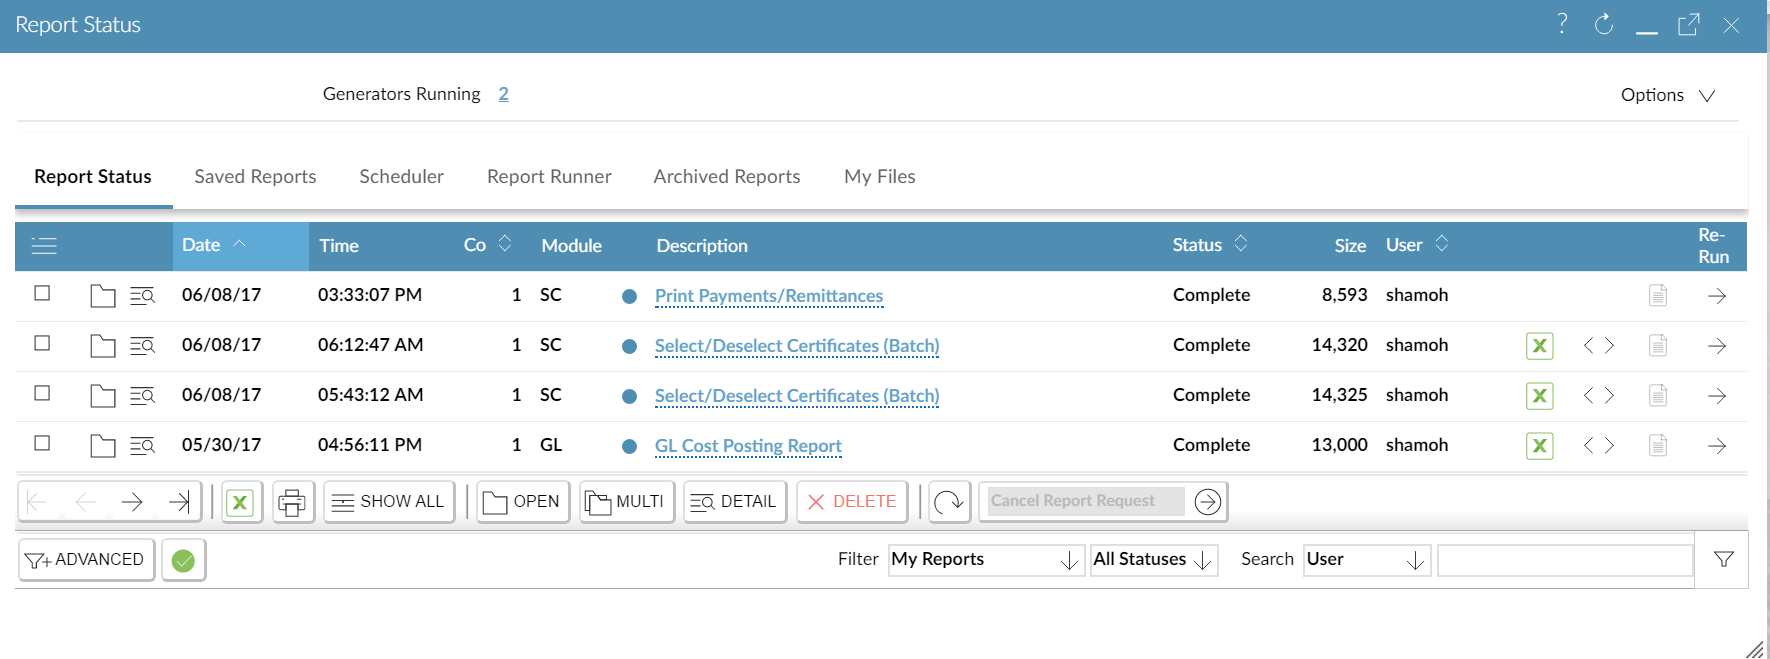 Report Status
?
Generators Running 2
Options
Report Status Saved Reports Scheduler Report Runner Archived Reports My Files
Date Time Co Module Description Status Size User Re-Run
06/08/17 03:33:07 PM 1 SC Print Payments/Remittances Complete 8,593 shamoh
06/08/17 06:12:47 AM 1 SC Select/Deselect Certificates (Batch) Complete 14,320 shamoh X
06/08/17 05:43:12 AM 1 SC Select/Deselect Certificates (Batch) Complete 14,325 shamoh X
05/30/17 04:56:11 PM 1 GL GL Cost Posting Report Complete 13,000 shamoh X
X SHOW ALL OPEN MULTI DETAIL DELETE Cancel Report Request
ADVANCED Filter My Reports All Statuses Search User